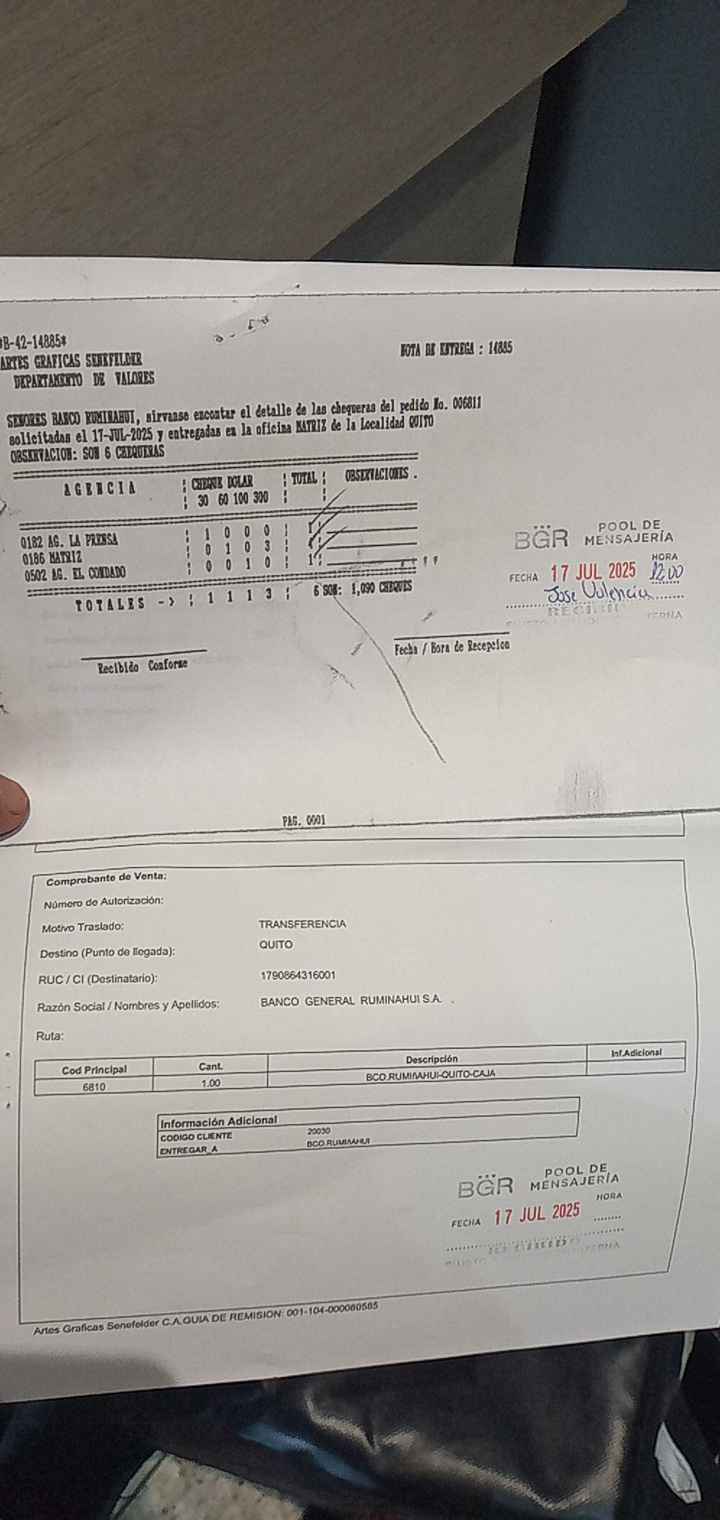 *B-42-14885*
ARTES GRAFICAS SENEFELDER
DEPARTAMENTO DE VALORES
NOTA DE ENTREGA : 14885
SENORES BANCO RUMINAHUI, sirvanse encontar el detalle de las chequeras del pedido No. 006811
solicitadas el 17-JUL-2025 y entregadas en la oficina MATRIZ de la Localidad QUITO
OBSERVACION: SON 6 CHEQUERAS
AGENCIA ¦ CHEQUE DOLAR ¦ TOTAL ¦ OBSERVACIONES .
¦ 30 60 100 300 ¦ ¦
0182 AG. LA PRENSA ¦ 1 0 0 0 ¦ 1¦
0186 MATRIZ ¦ 0 1 0 3 ¦
0502 AG. EL CONDADO ¦ 0 0 1 0 ¦ 1¦
TOTALES -> ¦ 1 1 1 3 ¦ 6 SON: 1,090 CHEQUES
BGR POOL DE MENSAJERÍA
HORA
FECHA 17 JUL 2025 12:00
Jose Valencia
RECIBIDO
Recibido Conforme
Fecha / Hora de Recepcion
PAG. 0001
Comprobante de Venta:
Número de Autorización:
Motivo Traslado: TRANSFERENCIA
Destino (Punto de llegada): QUITO
RUC / CI (Destinatario): 1790864316001
Razón Social / Nombres y Apellidos: BANCO GENERAL RUMINAHUI S.A. .
Ruta:
Cod Principal Cant. Descripción Inf.Adicional
6810 1.00 BCO.RUMIÑAHUI-QUITO-CAJA
Información Adicional
CODIGO CLIENTE 20030
ENTREGAR_A BCO.RUMIÑAHUI
BGR POOL DE MENSAJERÍA
HORA
FECHA 17 JUL 2025
Artes Graficas Senefelder C.A.GUIA DE REMISION: 001-104-000080585